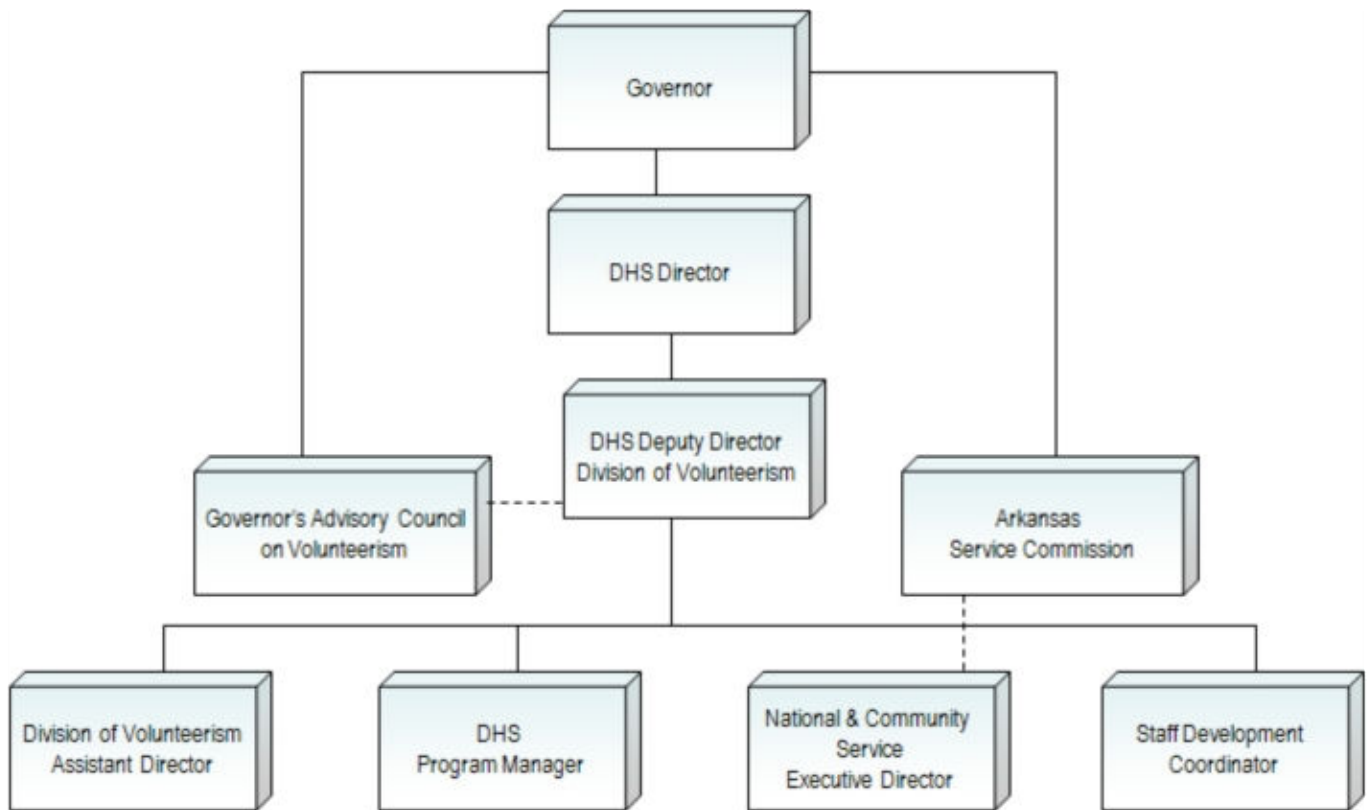 Governor
DHS Director
DHS Deputy Director
Division of Volunteerism
Governor's Advisory Council
on Volunteerism
Arkansas
Service Commission
Division of Volunteerism
Assistant Director
DHS
Program Manager
National & Community
Service
Executive Director
Staff Development
Coordinator